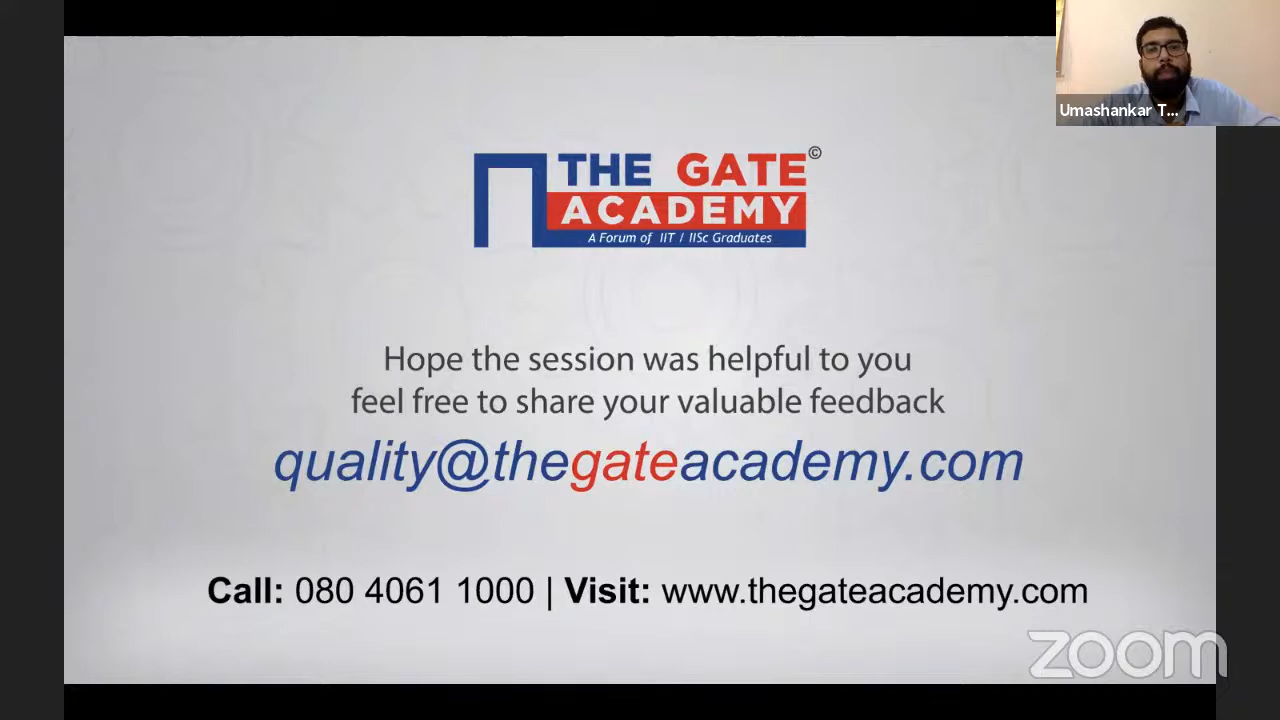 Umashankar T...
THE GATE ©
ACADEMY
A Forum of IIT / IISc Graduates
Hope the session was helpful to you
feel free to share your valuable feedback
quality@thegateacademy.com
Call: 080 4061 1000 | Visit: www.thegateacademy.com
zoom